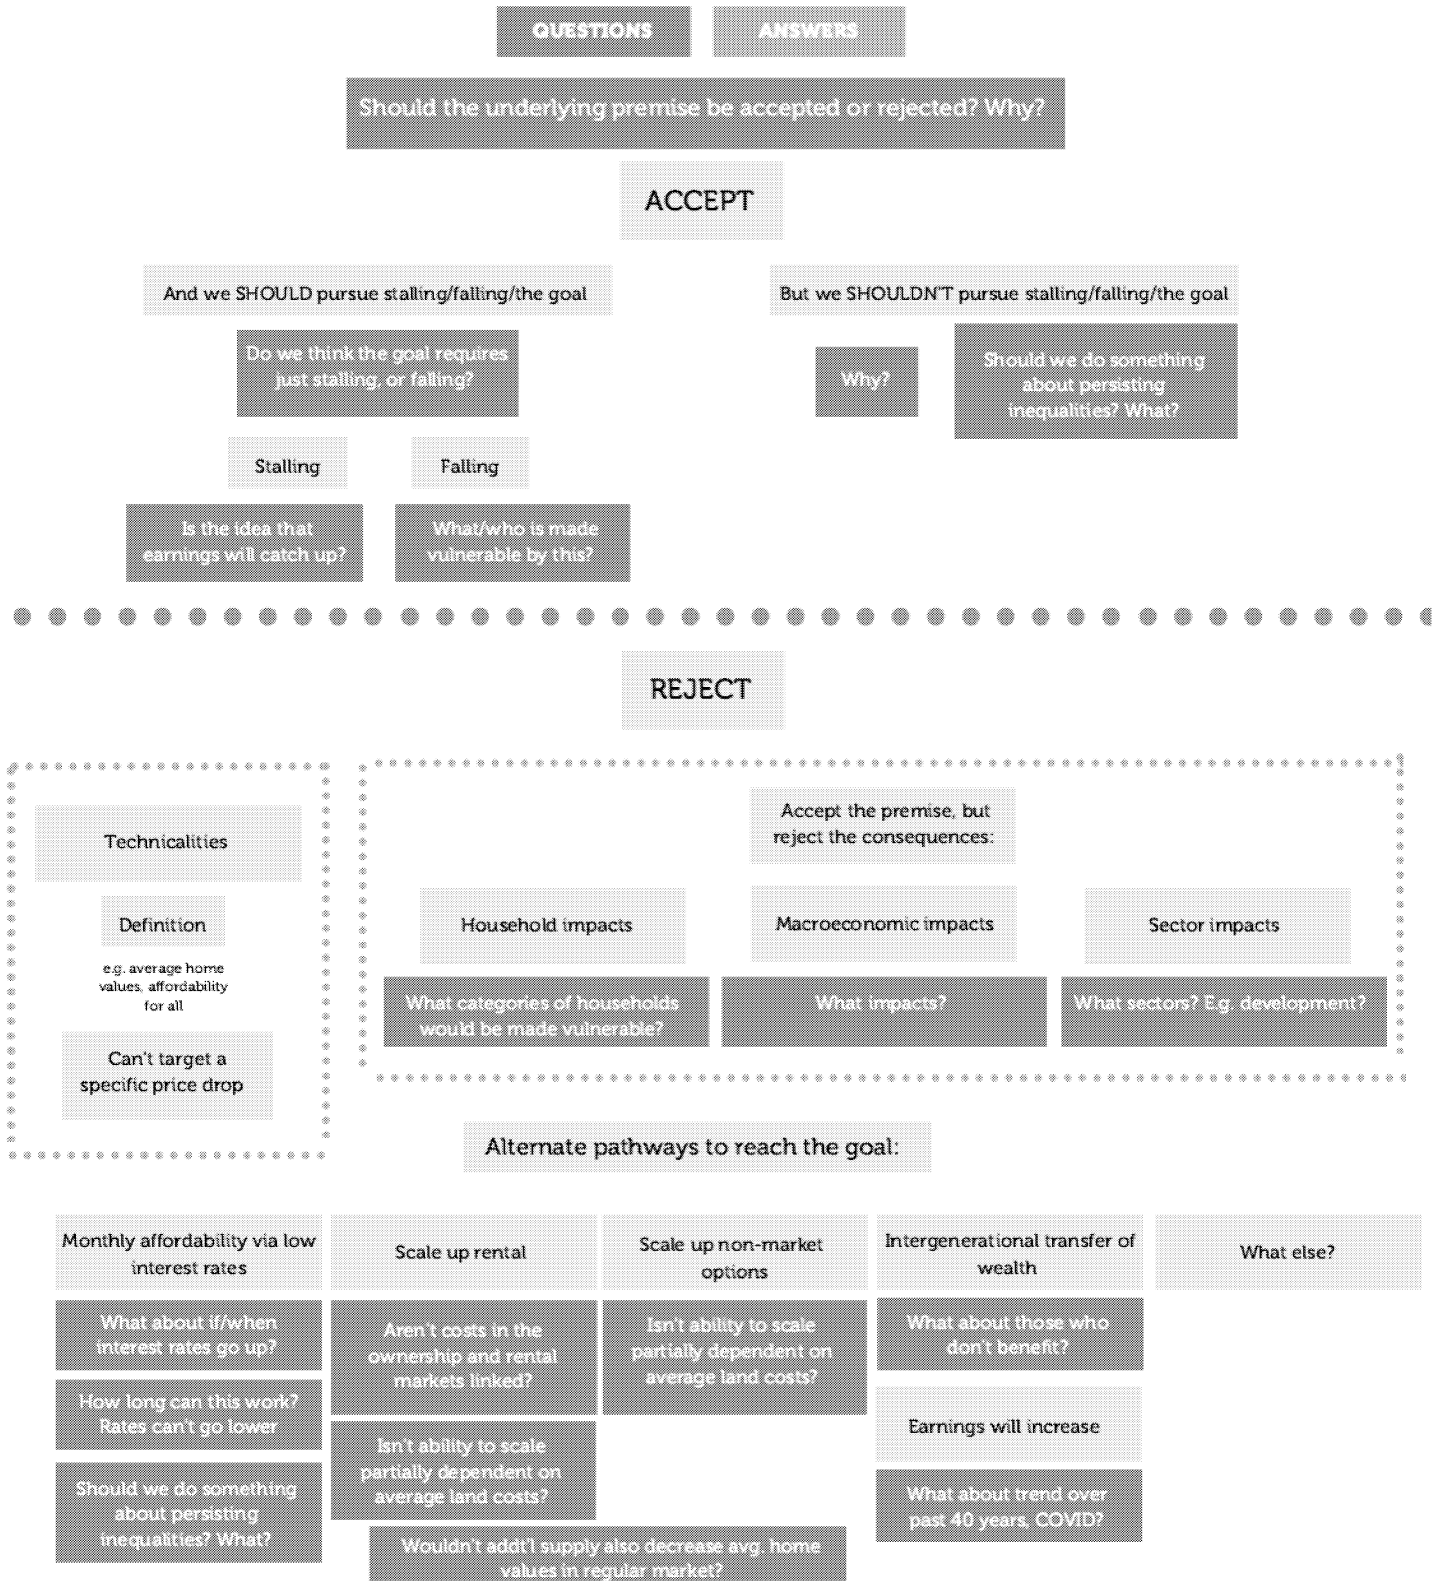 QUESTIONS
ANSWERS
Should the underlying premise be accepted or rejected? Why?
ACCEPT
And we SHOULD pursue stalling/falling/the goal
Do we think the goal requires
just stalling, or falling?
Stalling
Falling
Is the idea that
earnings will catch up?
What/who is made
vulnerable by this?
But we SHOULDN'T pursue stalling/falling/the goal
Why?
Should we do something
about persisting
inequalities? What?
REJECT
Technicalities
Definition
e.g. average home
values, affordability
for all
Can't target a
specific price drop
Accept the premise, but
reject the consequences:
Household impacts
What categories of households
would be made vulnerable?
Macroeconomic impacts
What impacts?
Sector impacts
What sectors? E.g. development?
Alternate pathways to reach the goal:
Monthly affordability via low
interest rates
What about if/when
interest rates go up?
How long can this work?
Rates can't go lower
Should we do something
about persisting
inequalities? What?
Scale up rental
Aren't costs in the
ownership and rental
markets linked?
Isn't ability to scale
partially dependent on
average land costs?
Scale up non-market
options
Isn't ability to scale
partially dependent on
average land costs?
Wouldn't addt'l supply also decrease avg. home
values in regular market?
Intergenerational transfer of
wealth
What about those who
don't benefit?
Earnings will increase
What about trend over
past 40 years, COVID?
What else?